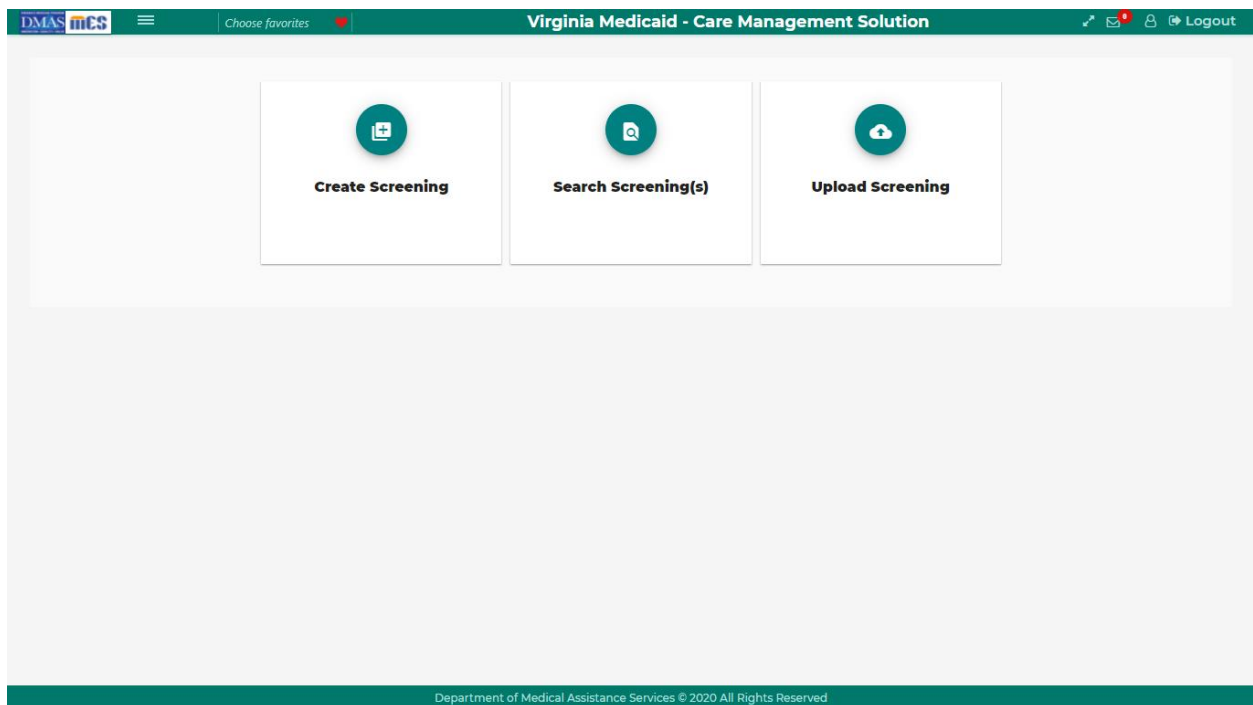 DMAS mCS
Choose favorites
Virginia Medicaid - Care Management Solution
Logout
Create Screening
Search Screening(s)
Upload Screening
Department of Medical Assistance Services © 2020 All Rights Reserved